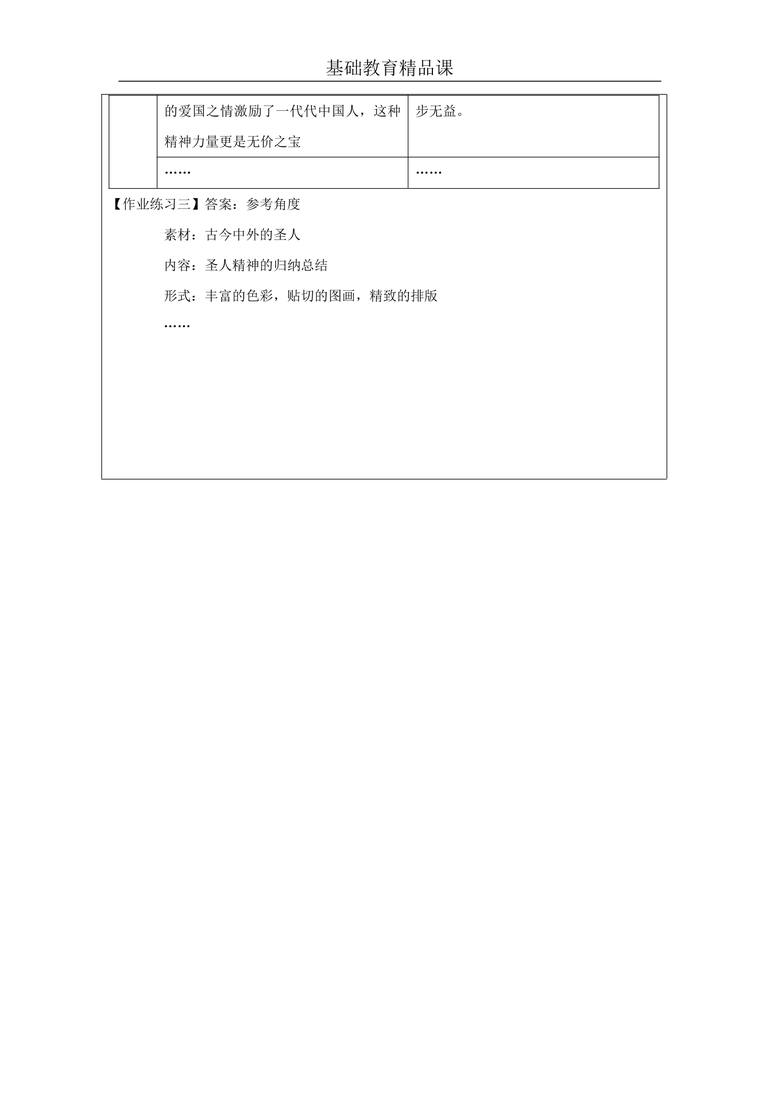 基础教育精品课
的爱国之情激励了一代代中国人，这种
精神力量更是无价之宝
步无益。
……
……
【作业练习三】答案：参考角度
素材：古今中外的圣人
内容：圣人精神的归纳总结
形式：丰富的色彩，贴切的图画，精致的排版
……